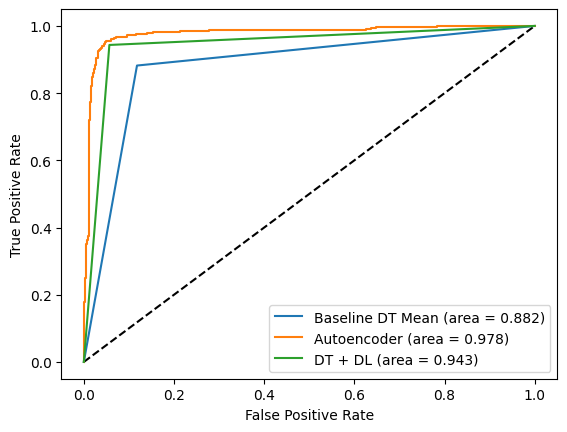 1.0
0.8
0.6
0.4
0.2
0.0
True Positive Rate
Baseline DT Mean (area = 0.882)
Autoencoder (area = 0.978)
DT + DL (area = 0.943)
0.0 0.2 0.4 0.6 0.8 1.0
False Positive Rate